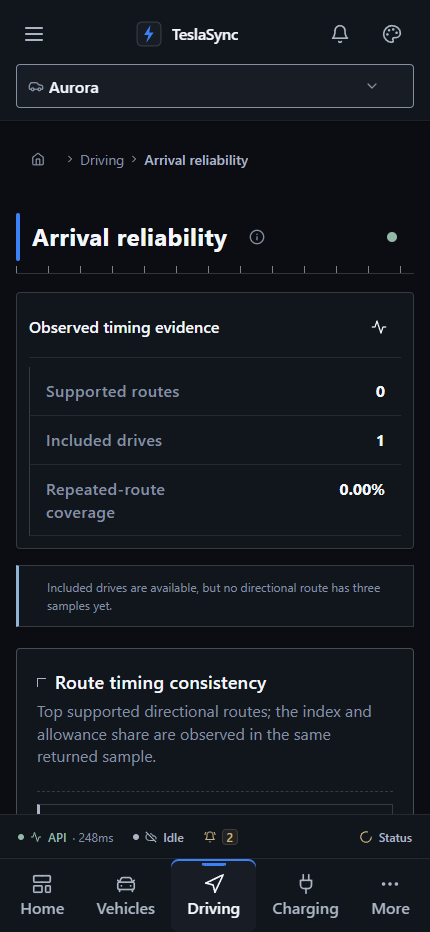 TeslaSync
Aurora
Driving
Arrival reliability
Arrival reliability
Observed timing evidence
Supported routes
0
Included drives
1
Repeated-route
coverage
0.00%
Included drives are available, but no directional route has three
samples yet.
Route timing consistency
Top supported directional routes; the index and
allowance share are observed in the same
returned sample.
API · 248ms
Idle
2
Status
Home
Vehicles
Driving
Charging
More